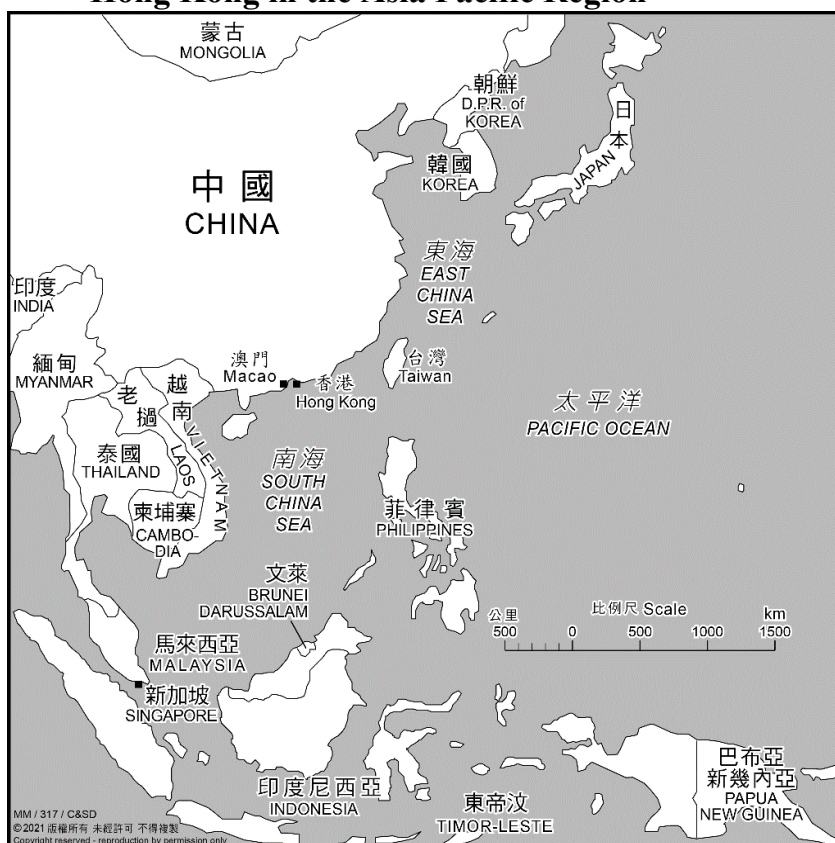 Hong Kong in the Asia Pacific Region
蒙古
MONGOLIA
朝鮮
D.P.R. of
KOREA
日本
JAPAN
韓國
KOREA
中國
CHINA
東海
EAST
CHINA
SEA
印度
INDIA
緬甸
MYANMAR
澳門
Macao
香港
Hong Kong
台灣
Taiwan
老撾
LAOS
越南
VIETNAM
太平洋
PACIFIC OCEAN
泰國
THAILAND
南海
SOUTH
CHINA
SEA
柬埔寨
CAMBO-
DIA
菲律賓
PHILIPPINES
文萊
BRUNEI
DARUSSALAM
公里
比例尺 Scale
km
500 0 500 1000 1500
馬來西亞
MALAYSIA
新加坡
SINGAPORE
印度尼西亞
INDONESIA
東帝汶
TIMOR-LESTE
巴布亞
新幾內亞
PAPUA
NEW GUINEA
MM / 317 / C&SD
©2021 版權所有 未經許可 不得複製
Copyright reserved - reproduction by permission only